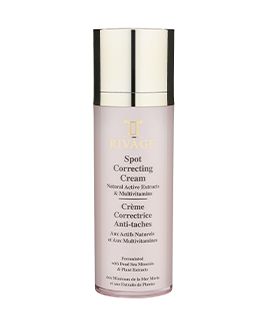 RIVAGE
Spot
Correcting
Cream
Natural Active Extracts
& Multivitamins
Crème
Correctrice
Anti-taches
Aux Actifs Naturels
et Aux Multivitamines
Formulated
with Dead Sea Minerals
& Plant Extracts
aux Minéraux de la Mer Morte
et aux Extraits de Plantes